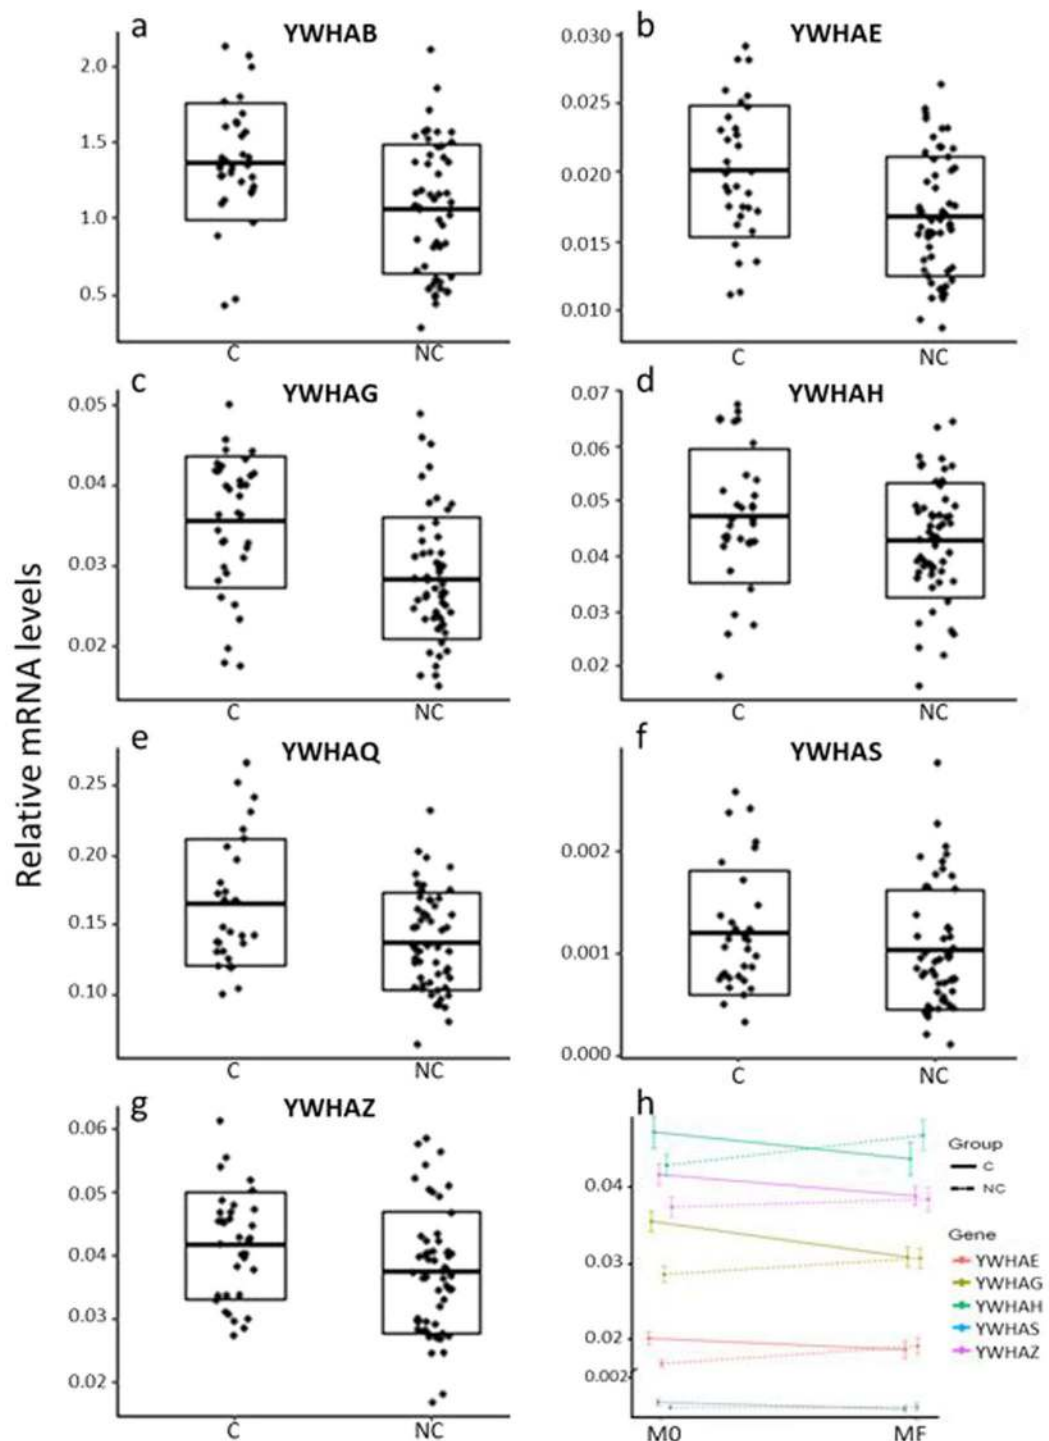 a YWHAB
2.0
1.5
1.0
0.5
C NC
b YWHAE
0.030
0.025
0.020
0.015
0.010
C NC
c YWHAG
0.05
0.04
0.03
0.02
C NC
d YWHAH
0.07
0.06
0.05
0.04
0.03
0.02
C NC
Relative mRNA levels
e YWHAQ
0.25
0.20
0.15
0.10
C NC
f YWHAS
0.002
0.001
0.000
C NC
g YWHAZ
0.06
0.05
0.04
0.03
0.02
C NC
h
0.04
0.03
0.02
0.002
M0 MF
Group
C
NC
Gene
YWHAE
YWHAG
YWHAH
YWHAS
YWHAZ